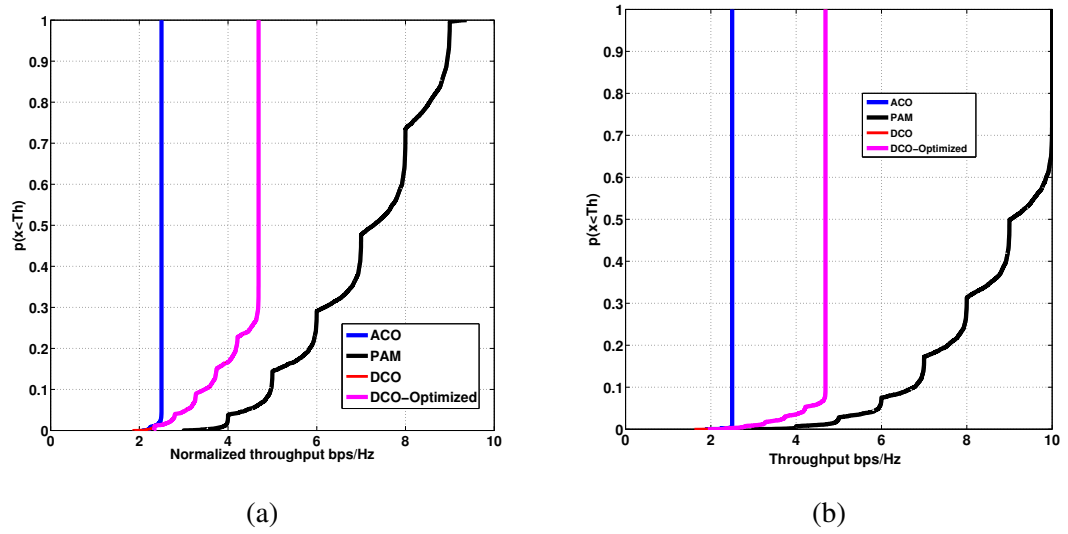 1
0.9
0.8
0.7
0.6
0.5
0.4
0.3
0.2
0.1
0
p(x<Th)
ACO
PAM
DCO
DCO-Optimized
0 2 4 6 8 10
Normalized throughput bps/Hz
(a)
1
0.9
0.8
0.7
0.6
0.5
0.4
0.3
0.2
0.1
0
p(x<Th)
ACO
PAM
DCO
DCO-Optimized
0 2 4 6 8 10
Throughput bps/Hz
(b)